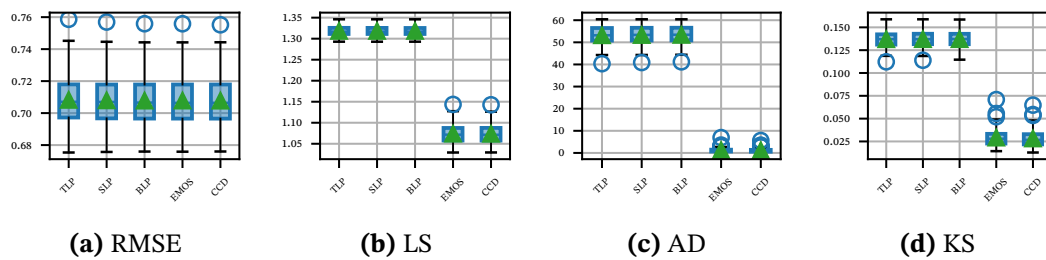 0.76
0.74
0.72
0.70
0.68
TLP
SLP
BLP
EMOS
CCD
(a) RMSE
1.35
1.30
1.25
1.20
1.15
1.10
1.05
TLP
SLP
BLP
EMOS
CCD
(b) LS
60
50
40
30
20
10
0
TLP
SLP
BLP
EMOS
CCD
(c) AD
0.150
0.125
0.100
0.075
0.050
0.025
TLP
SLP
BLP
EMOS
CCD
(d) KS